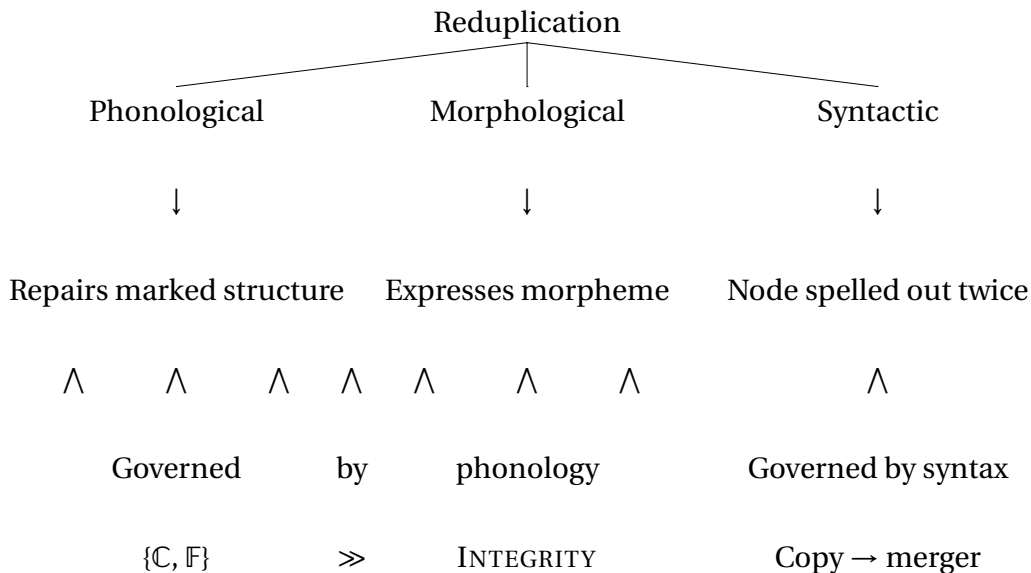 Reduplication
Phonological Morphological Syntactic
↓ ↓ ↓
Repairs marked structure Expresses morpheme Node spelled out twice
⋀ ⋀ ⋀ ⋀ ⋀ ⋀ ⋀ ⋀
Governed by phonology Governed by syntax
{ℂ, 𝔽} ≫ INTEGRITY Copy → merger